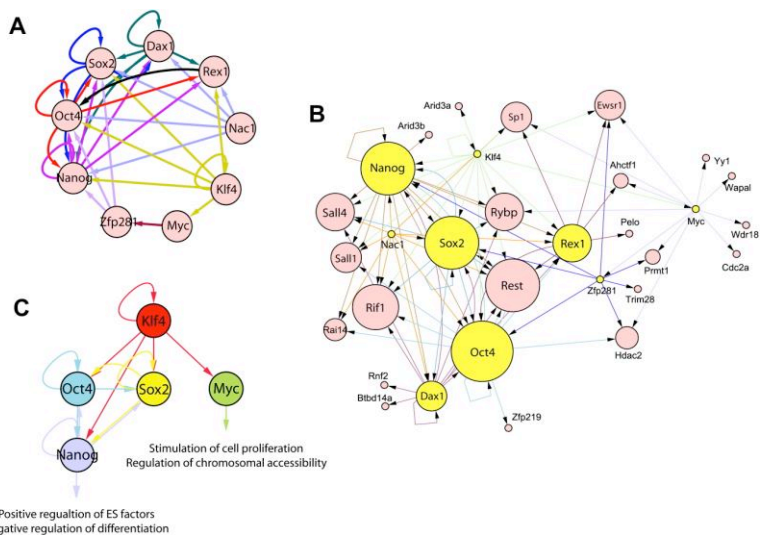 A
Dax1
Sox2
Rex1
Oct4
Nac1
Nanog
Klf4
Zfp281
Myc
B
Arid3a
Arid3b
Sp1
Ewsr1
Klf4
Nanog
Ahctf1
Yy1
Wapal
Sall4
Rybp
Myc
Nac1
Sox2
Rex1
Pelo
Wdr18
Sall1
Cdc2a
Rest
Zfp281
Prmt1
Rif1
Trim28
Rai14
Oct4
Hdac2
Rnf2
Btbd14a
Dax1
Zfp219
C
Klf4
Oct4
Sox2
Myc
Nanog
Stimulation of cell proliferation
Regulation of chromosomal accessibility
Positive regualtion of ES factors
gative regulation of differentiation